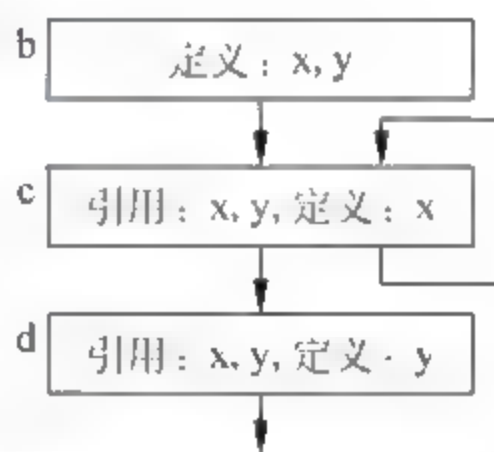 b 定义：x, y
c 引用：x, y, 定义：x
d 引用：x, y, 定义· y